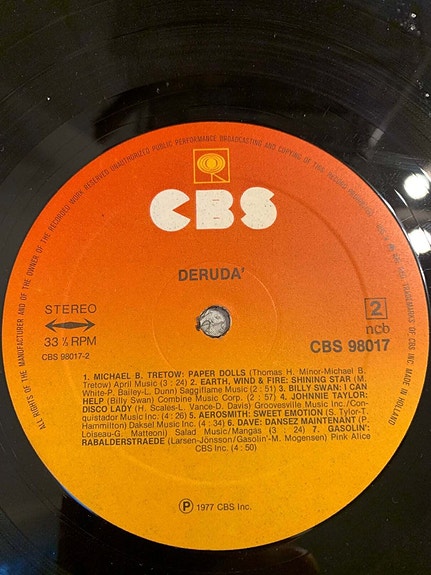 ALL RIGHTS OF THE MANUFACTURER AND OF THE OWNER OF THE RECORDED WORK RESERVED UNAUTHORIZED PUBLIC PERFORMANCE BROADCASTING AND COPYING OF THIS RECORD PROHIBITED
TRADEMARKS OF CBS INC. MADE IN HOLLAND
CBS
DERUDA'
STEREO
33 ⅓ RPM
CBS 98017-2
2
ncb
CBS 98017
1. MICHAEL B. TRETOW: PAPER DOLLS (Thomas H. Minor-Michael B.
Tretow) April Music (3 : 24) 2. EARTH, WIND & FIRE: SHINING STAR (M.
White-P. Bailey-L. Dunn) Saggiflame Music (2 : 51) 3. BILLY SWAN: I CAN
HELP (Billy Swan) Combine Music Corp. (2 : 57) 4. JOHNNIE TAYLOR:
DISCO LADY (H. Scales-L. Vance-D. Davis) Groovesville Music Inc./Con-
quistador Music Inc. (4 : 26) 5. AEROSMITH: SWEET EMOTION (S. Tyler-T.
Hammilton) Daksel Music Inc. (4 : 34) 6. DAVE: DANSEZ MAINTENANT (P.
Loiseau-G. Matteoni) Salad Music/Mangas (3 : 24) 7. GASOLIN':
RABALDERSTRAEDE (Larsen-Jönsson/Gasolin'-M. Mogensen) Pink Alice
CBS Inc. (4 : 50)
Ⓟ 1977 CBS Inc.